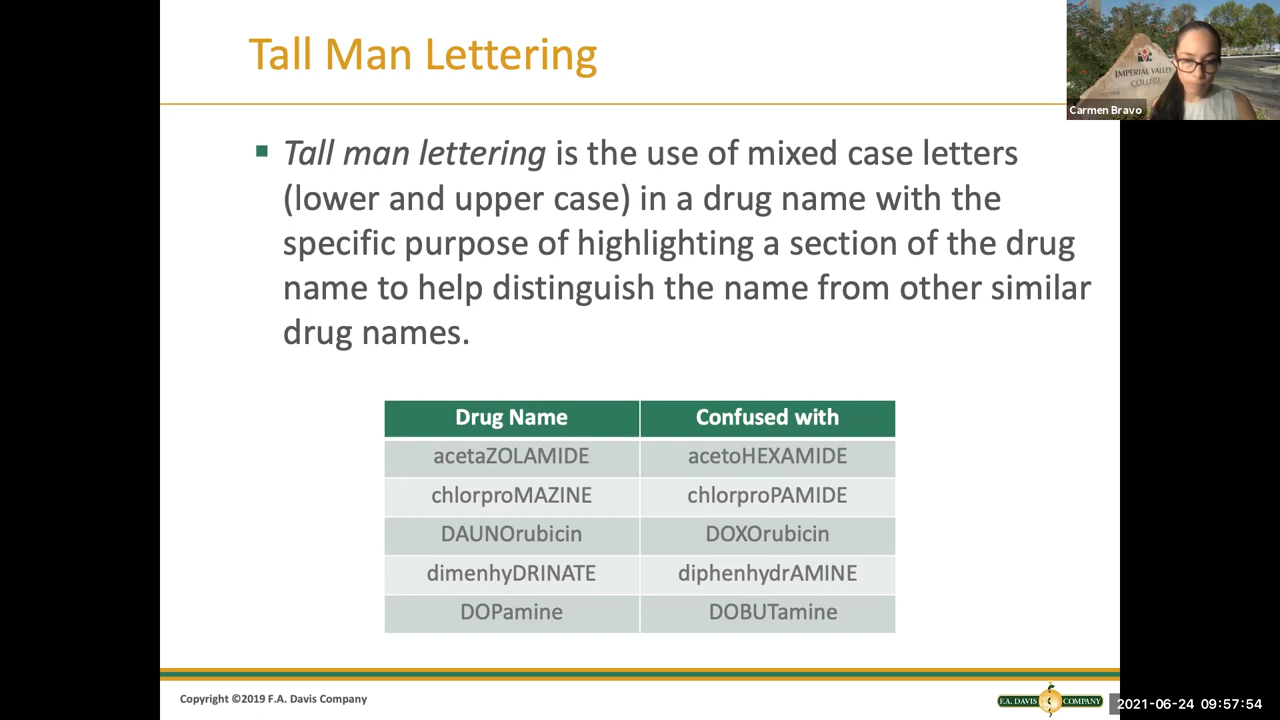 Tall Man Lettering
IMPERIAL VALLEY
COLLEGE
Carmen Bravo
▪ Tall man lettering is the use of mixed case letters
(lower and upper case) in a drug name with the
specific purpose of highlighting a section of the drug
name to help distinguish the name from other similar
drug names.
Drug Name Confused with
acetaZOLAMIDE acetoHEXAMIDE
chlorproMAZINE chlorproPAMIDE
DAUNOrubicin DOXOrubicin
dimenhyDRINATE diphenhydrAMINE
DOPamine DOBUTamine
Copyright ©2019 F.A. Davis Company
F.A. DAVIS COMPANY
2021-06-24 09:57:54